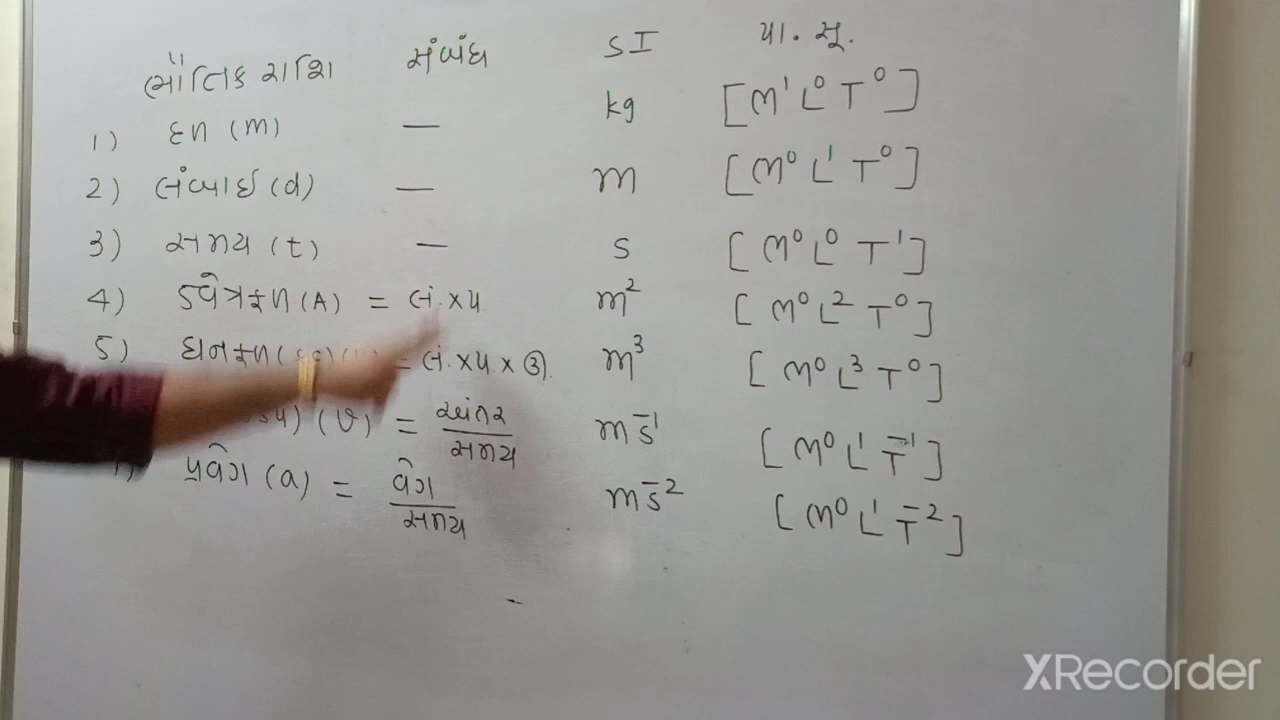 ભૌતિક રાશિ સંબંધ SI પા. સૂ.
1) દળ (m) — kg [M¹ L⁰ T⁰]
2) લંબાઈ (d) — m [M⁰ L¹ T⁰]
3) સમય (t) — s [M⁰ L⁰ T¹]
4) ક્ષેત્રફળ (A) = લં. × પ m² [M⁰ L² T⁰]
5) ઘનફળ = લં. × પ × ઊ m³ [M⁰ L³ T⁰]
(v) = સ્થાનાંતર / સમય m s⁻¹ [M⁰ L¹ T⁻¹]
પ્રવેગ (a) = વેગ / સમય m s⁻² [M⁰ L¹ T⁻²]
XRecorder